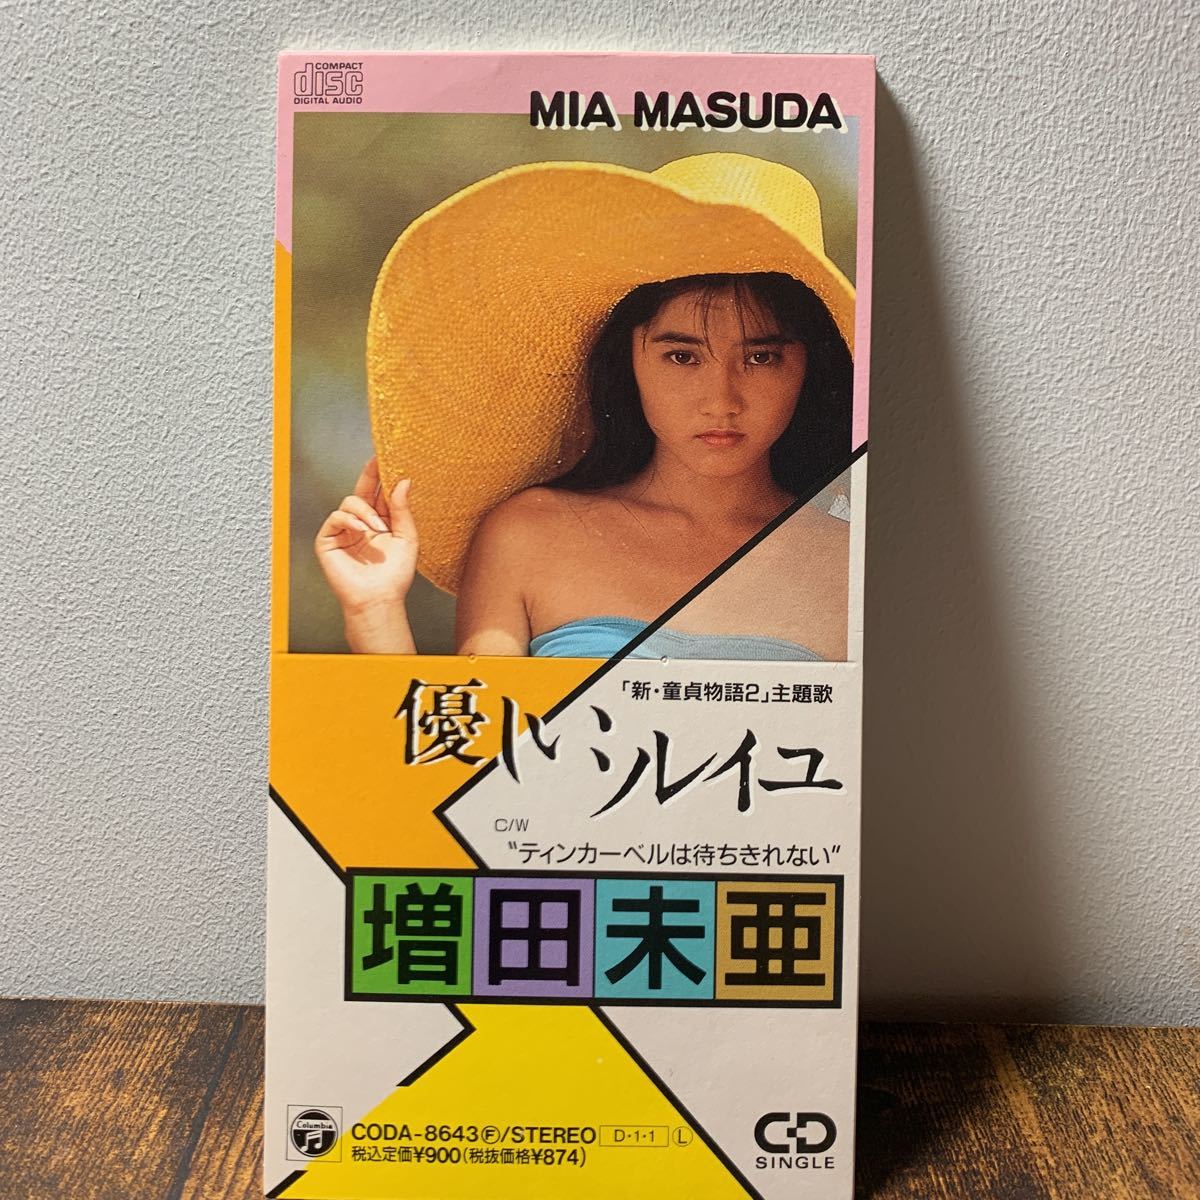 COMPACT
disc
DIGITAL AUDIO
MIA MASUDA
「新・童貞物語2」主題歌
優しいシルイユ
C/W
"ティンカーベルは待ちきれない"
増田未亜
Columbia
CODA-8643Ⓕ/STEREO D・1・1 Ⓛ
税込定価¥900(税抜価格¥874)
CD
SINGLE